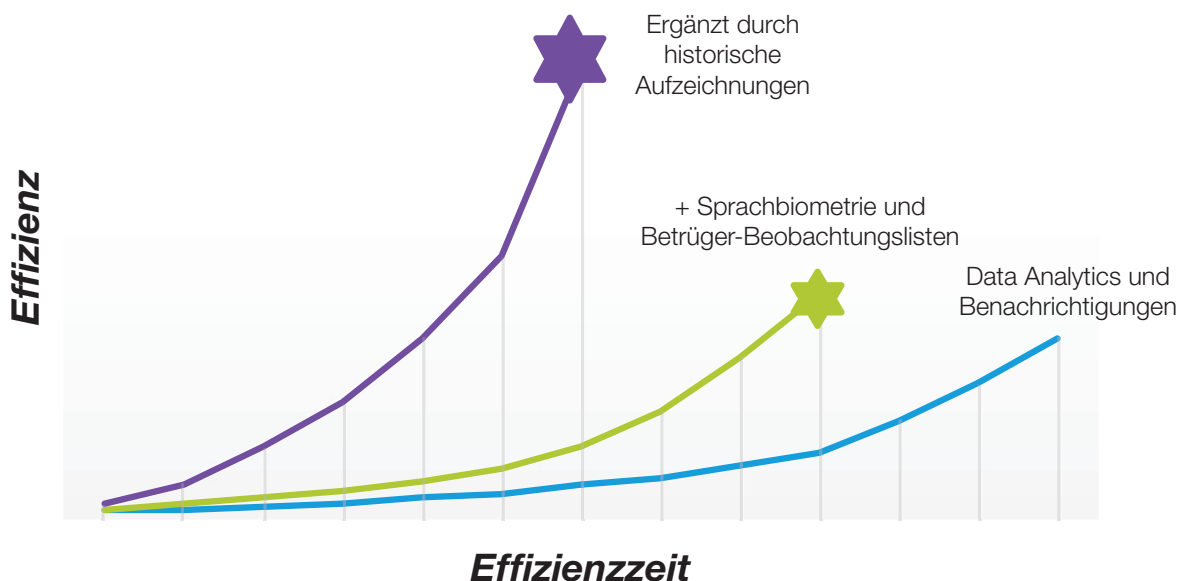 Ergänzt durch
historische
Aufzeichnungen
Effizienz
+ Sprachbiometrie und
Betrüger-Beobachtungslisten
Data Analytics und
Benachrichtigungen
Effizienzzeit